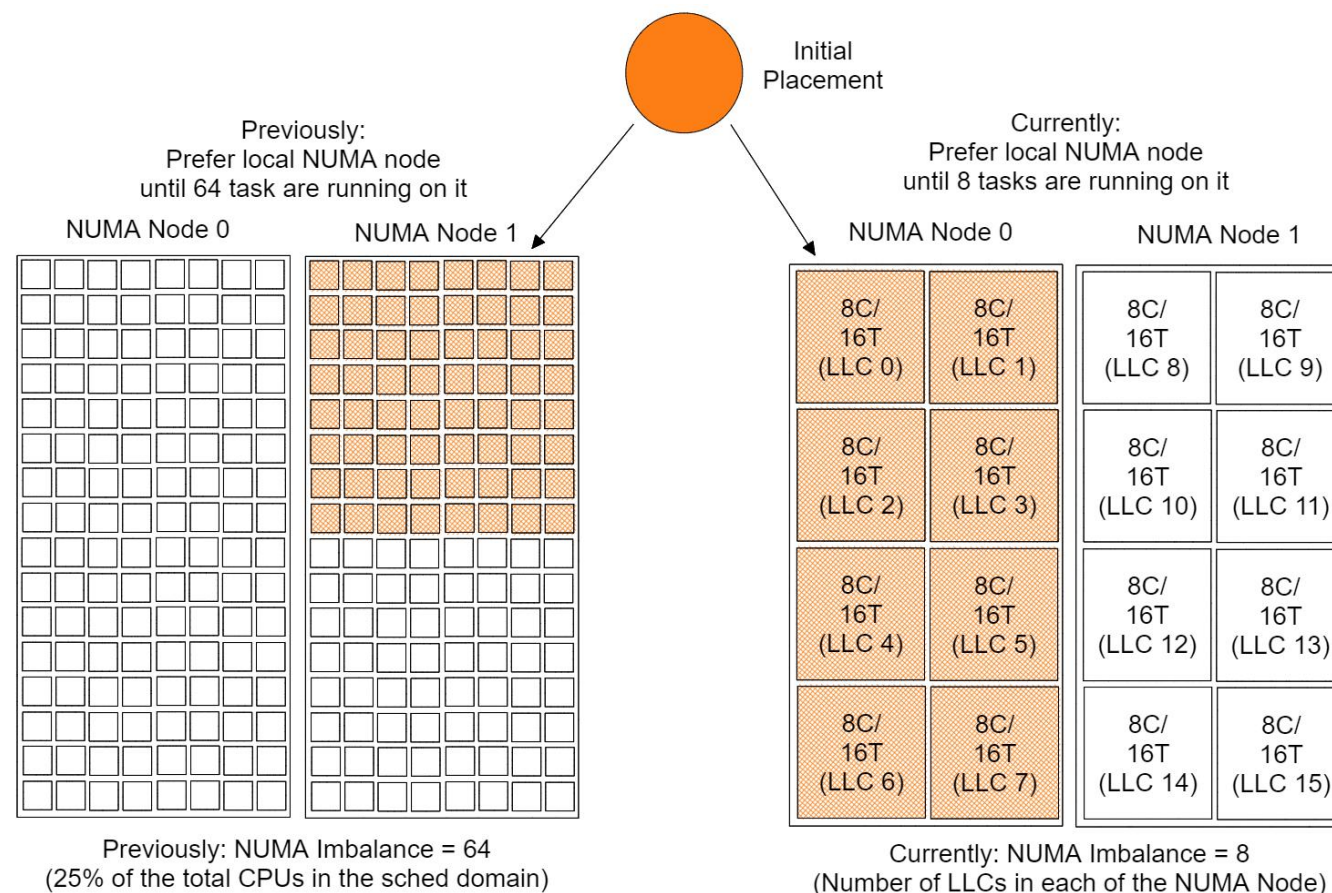 Initial
Placement
Previously:
Prefer local NUMA node
until 64 task are running on it
Currently:
Prefer local NUMA node
until 8 tasks are running on it
NUMA Node 0
NUMA Node 1
NUMA Node 0
NUMA Node 1
8C/
16T
(LLC 0)
8C/
16T
(LLC 1)
8C/
16T
(LLC 8)
8C/
16T
(LLC 9)
8C/
16T
(LLC 2)
8C/
16T
(LLC 3)
8C/
16T
(LLC 10)
8C/
16T
(LLC 11)
8C/
16T
(LLC 4)
8C/
16T
(LLC 5)
8C/
16T
(LLC 12)
8C/
16T
(LLC 13)
8C/
16T
(LLC 6)
8C/
16T
(LLC 7)
8C/
16T
(LLC 14)
8C/
16T
(LLC 15)
Previously: NUMA Imbalance = 64
(25% of the total CPUs in the sched domain)
Currently: NUMA Imbalance = 8
(Number of LLCs in each of the NUMA Node)